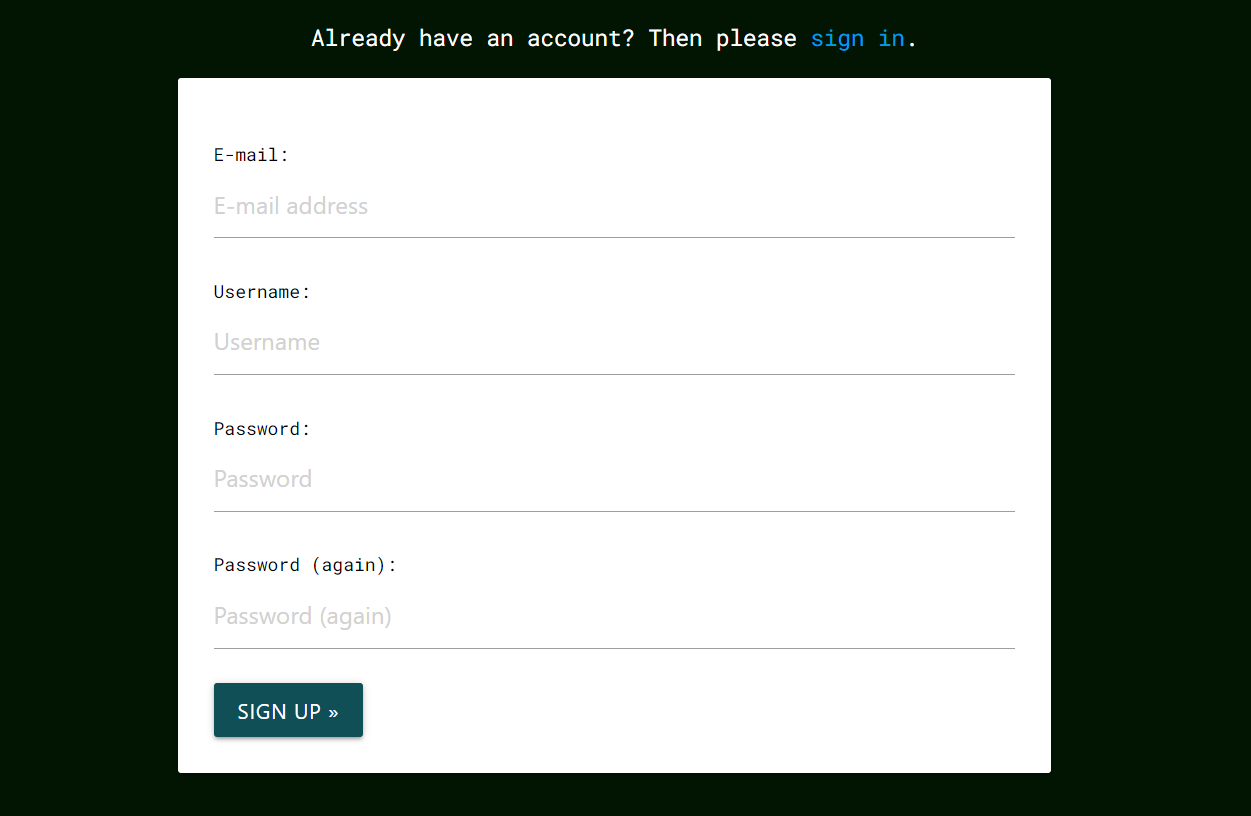 Already have an account? Then please sign in.
E-mail:
E-mail address
Username:
Username
Password:
Password
Password (again):
Password (again)
SIGN UP »